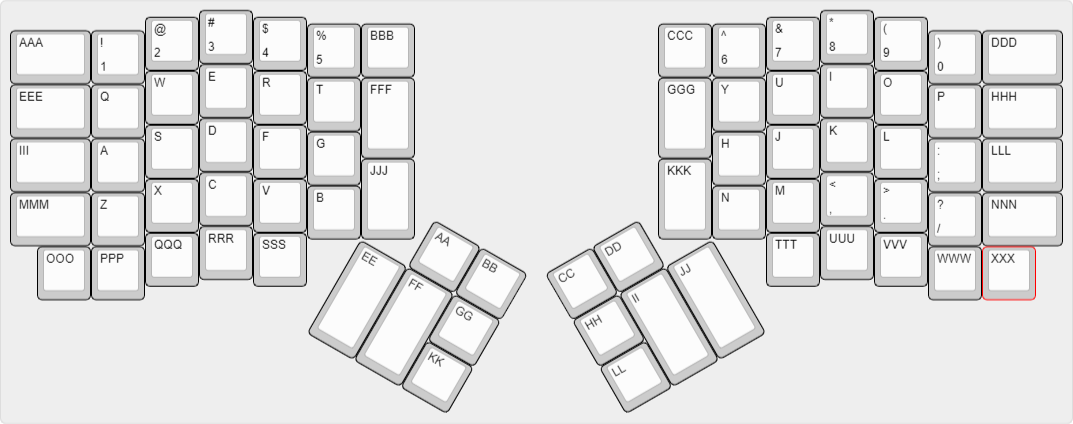 AAA ! @ # $ % BBB CCC ^ & * ( ) DDD
1 2 3 4 5 6 7 8 9 0
EEE Q W E R T FFF GGG Y U I O P HHH
III A S D F G JJJ KKK H J K L : LLL
;
MMM Z X C V B N M < > ? NNN
, . /
OOO PPP QQQ RRR SSS TTT UUU VVV WWW XXX
AA BB CC DD
EE FF GG HH II JJ
KK LL